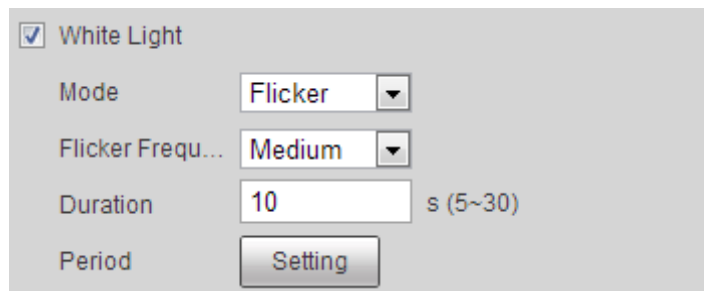 White Light
Mode Flicker
Flicker Frequ... Medium
Duration 10 s (5~30)
Period Setting